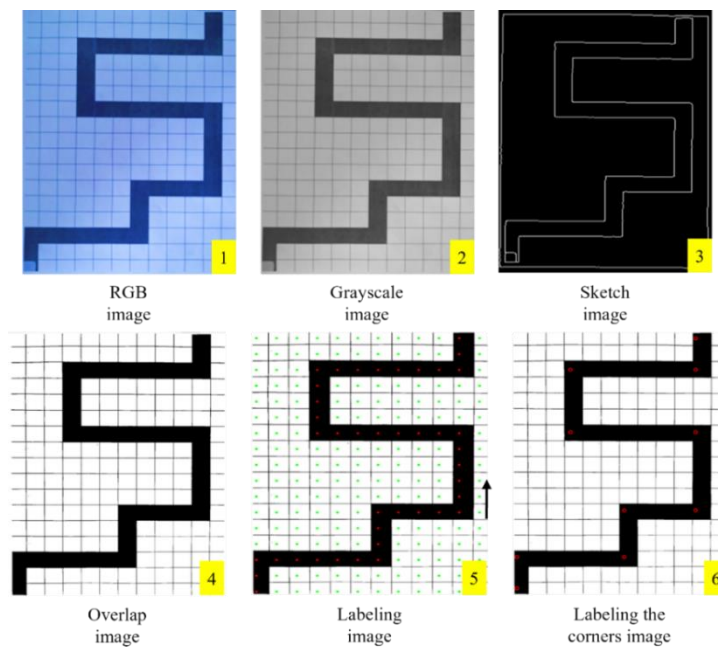 1
2
3
RGB
image
Grayscale
image
Sketch
image
4
5
6
Overlap
image
Labeling
image
Labeling the
corners image